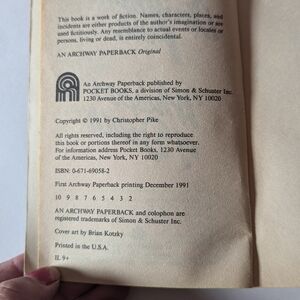 This book is a work of fiction. Names, characters, places, and
incidents are either products of the author's imagination or are
used fictitiously. Any resemblance to actual events or locales or
persons, living or dead, is entirely coincidental.
AN ARCHWAY PAPERBACK Original
An Archway Paperback published by
POCKET BOOKS, a division of Simon & Schuster Inc.
1230 Avenue of the Americas, New York, NY 10020
Copyright © 1991 by Christopher Pike
All rights reserved, including the right to reproduce
this book or portions thereof in any form whatsoever.
For information address Pocket Books, 1230 Avenue
of the Americas, New York, NY 10020
ISBN: 0-671-69058-2
First Archway Paperback printing December 1991
10 9 8 7 6 5 4 3 2
AN ARCHWAY PAPERBACK and colophon are
registered trademarks of Simon & Schuster Inc.
Cover art by Brian Kotzky
Printed in the U.S.A.
IL 9+